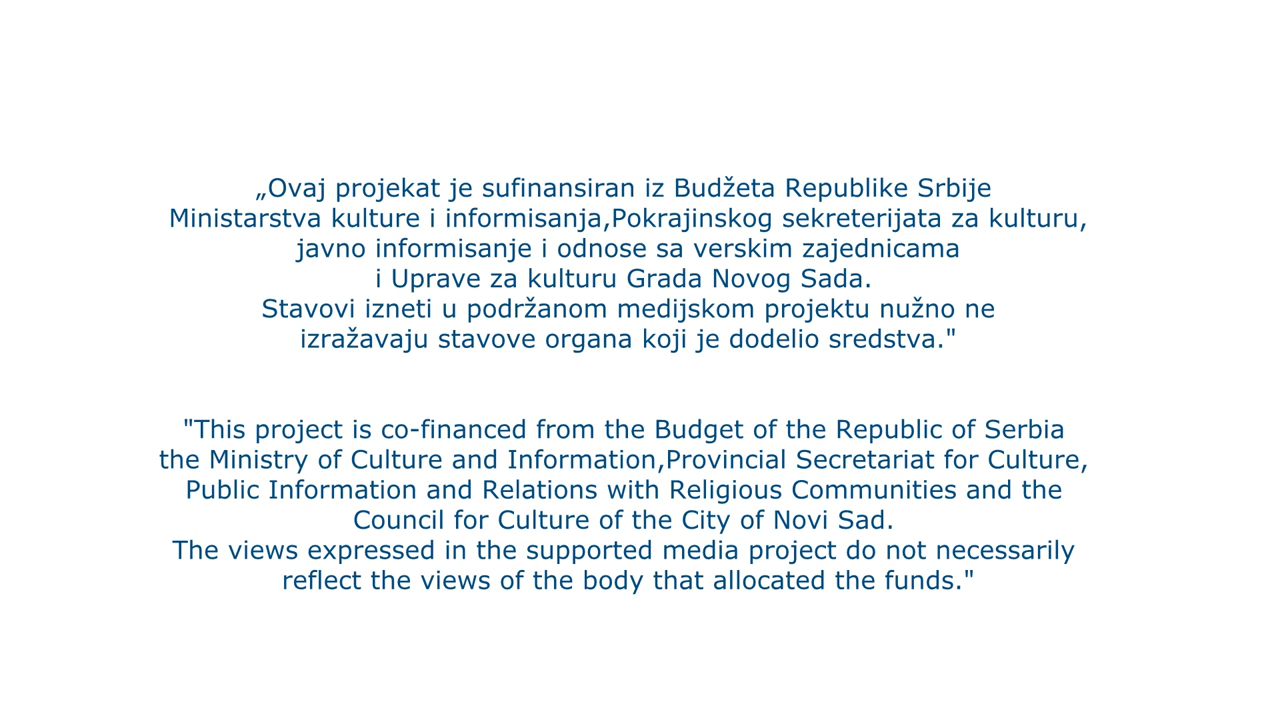 „Ovaj projekat je sufinansiran iz Budžeta Republike Srbije
Ministarstva kulture i informisanja,Pokrajinskog sekreterijata za kulturu,
javno informisanje i odnose sa verskim zajednicama
i Uprave za kulturu Grada Novog Sada.
Stavovi izneti u podržanom medijskom projektu nužno ne
izražavaju stavove organa koji je dodelio sredstva."
"This project is co-financed from the Budget of the Republic of Serbia
the Ministry of Culture and Information,Provincial Secretariat for Culture,
Public Information and Relations with Religious Communities and the
Council for Culture of the City of Novi Sad.
The views expressed in the supported media project do not necessarily
reflect the views of the body that allocated the funds."